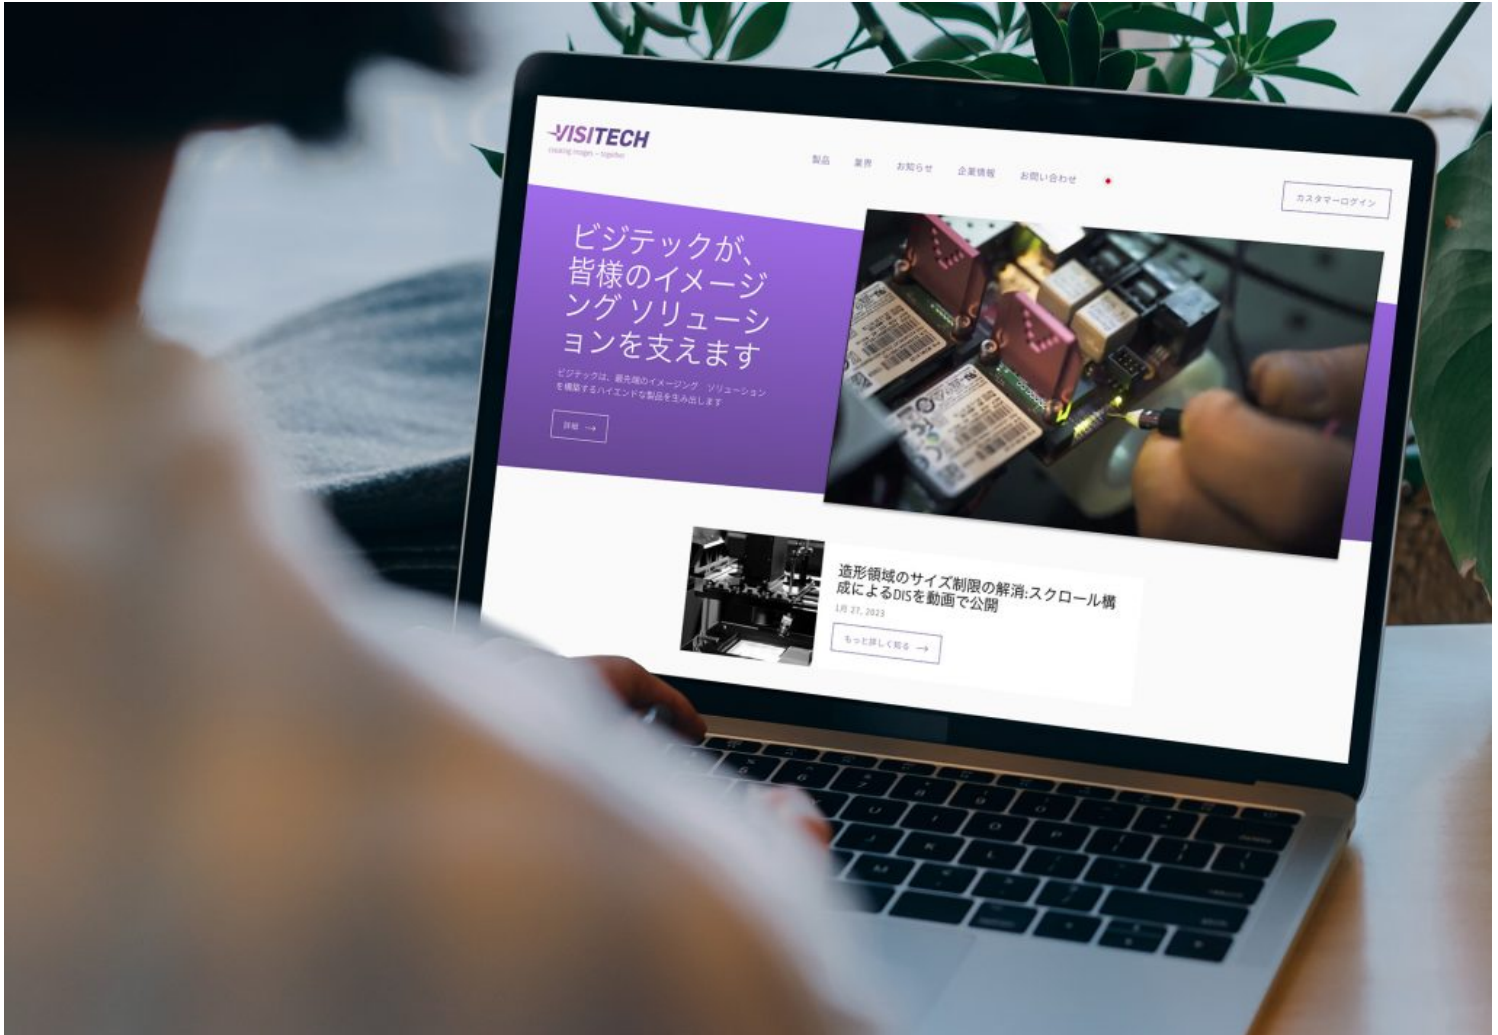 VISITECH
creating images – together
製品 業界 お知らせ 企業情報 お問い合わせ
カスタマーログイン
ビジテックが、
皆様のイメージ
ング ソリューシ
ョンを支えます
ビジテックは、最先端のイメージング ソリューション
を構築するハイエンドな製品を生み出します
詳細 →
造形領域のサイズ制限の解消:スクロール構
成によるDISを動画で公開
1月 27, 2023
もっと詳しく知る →